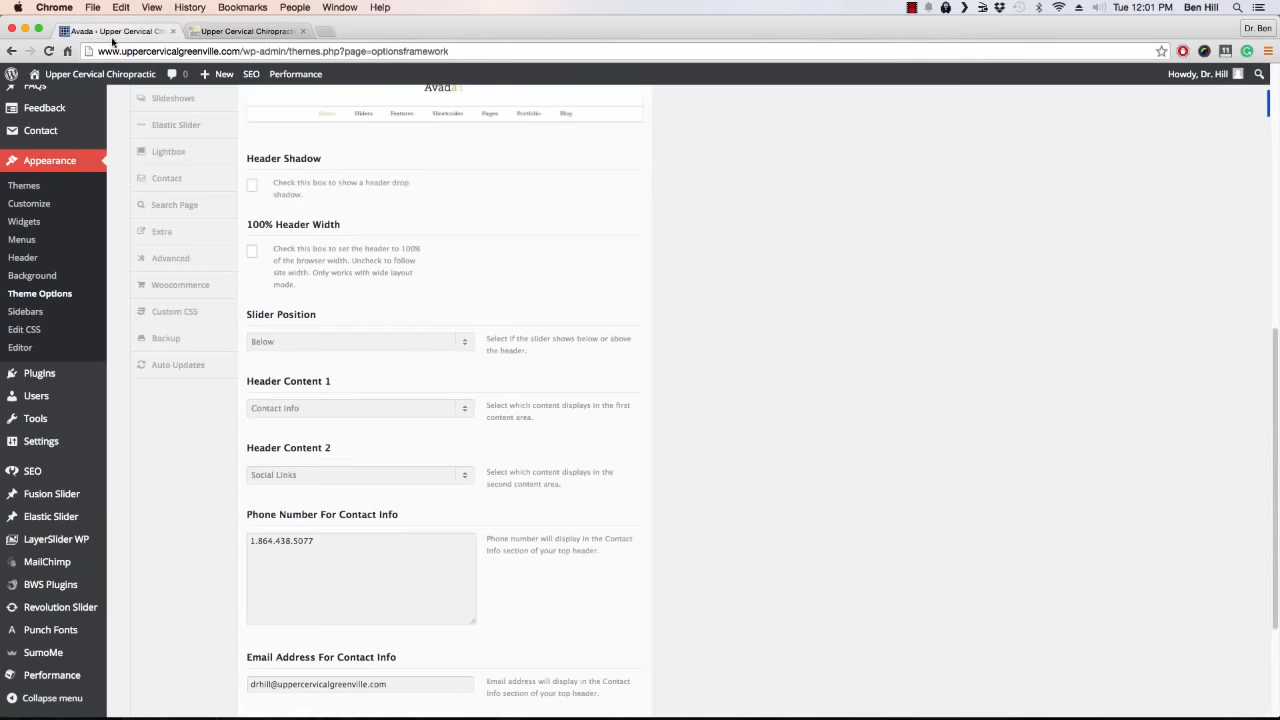 Chrome File Edit View History Bookmarks People Window Help Tue 12:01 PM Ben Hill
Avada ‹ Upper Cervical Chi × Upper Cervical Chiropractic × Dr. Ben
www.uppercervicalgreenville.com/wp-admin/themes.php?page=optionsframework
Upper Cervical Chiropractic 0 + New SEO Performance Howdy, Dr. Hill
FAQs
Feedback
Contact
Appearance
Themes
Customize
Widgets
Menus
Header
Background
Theme Options
Sidebars
Edit CSS
Editor
Plugins
Users
Tools
Settings
SEO
Fusion Slider
Elastic Slider
LayerSlider WP
MailChimp
BWS Plugins
Revolution Slider
Punch Fonts
SumoMe
Performance
Collapse menu
Slideshows
Elastic Slider
Lightbox
Contact
Search Page
Extra
Advanced
Woocommerce
Custom CSS
Backup
Auto Updates
Avada
Home Sliders Features Shortcodes Pages Portfolio Blog
Header Shadow
Check this box to show a header drop
shadow.
100% Header Width
Check this box to set the header to 100%
of the browser width. Uncheck to follow
site width. Only works with wide layout
mode.
Slider Position
Below
Select if the slider shows below or above
the header.
Header Content 1
Contact Info
Select which content displays in the first
content area.
Header Content 2
Social Links
Select which content displays in the
second content area.
Phone Number For Contact Info
1.864.438.5077
Phone number will display in the Contact
Info section of your top header.
Email Address For Contact Info
drhill@uppercervicalgreenville.com
Email address will display in the Contact
Info section of your top header.